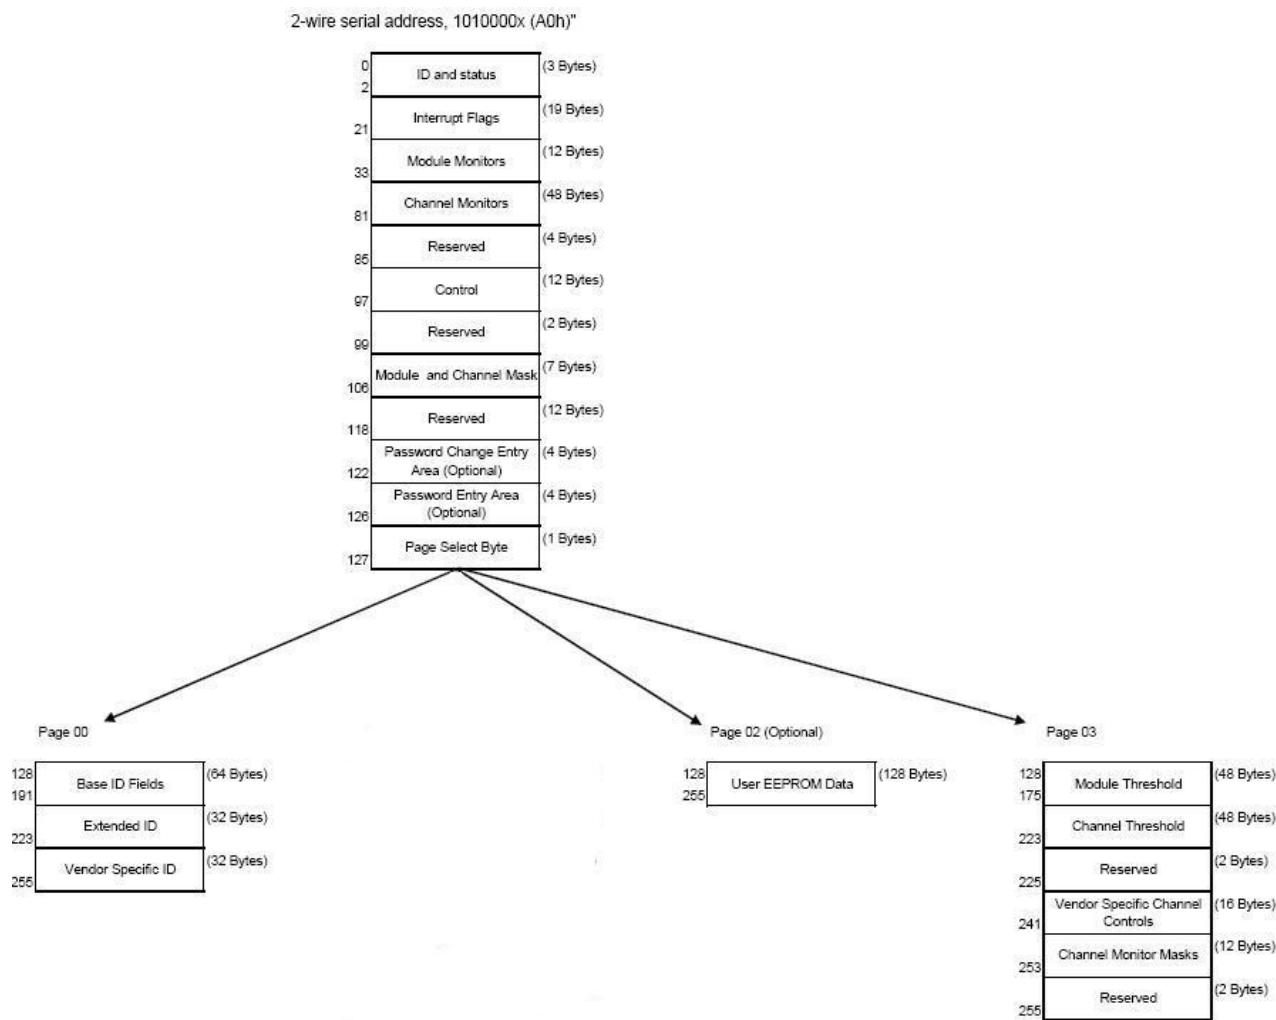 2-wire serial address, 1010000x (A0h)"
0
2
ID and status
(3 Bytes)
21
Interrupt Flags
(19 Bytes)
33
Module Monitors
(12 Bytes)
81
Channel Monitors
(48 Bytes)
85
Reserved
(4 Bytes)
97
Control
(12 Bytes)
99
Reserved
(2 Bytes)
106
Module and Channel Mask
(7 Bytes)
118
Reserved
(12 Bytes)
122
Password Change Entry
Area (Optional)
(4 Bytes)
126
Password Entry Area
(Optional)
(4 Bytes)
127
Page Select Byte
(1 Bytes)
Page 00
128
191
Base ID Fields
(64 Bytes)
223
Extended ID
(32 Bytes)
255
Vendor Specific ID
(32 Bytes)
Page 02 (Optional)
128
255
User EEPROM Data
(128 Bytes)
Page 03
128
175
Module Threshold
(48 Bytes)
223
Channel Threshold
(48 Bytes)
225
Reserved
(2 Bytes)
241
Vendor Specific Channel
Controls
(16 Bytes)
253
Channel Monitor Masks
(12 Bytes)
255
Reserved
(2 Bytes)